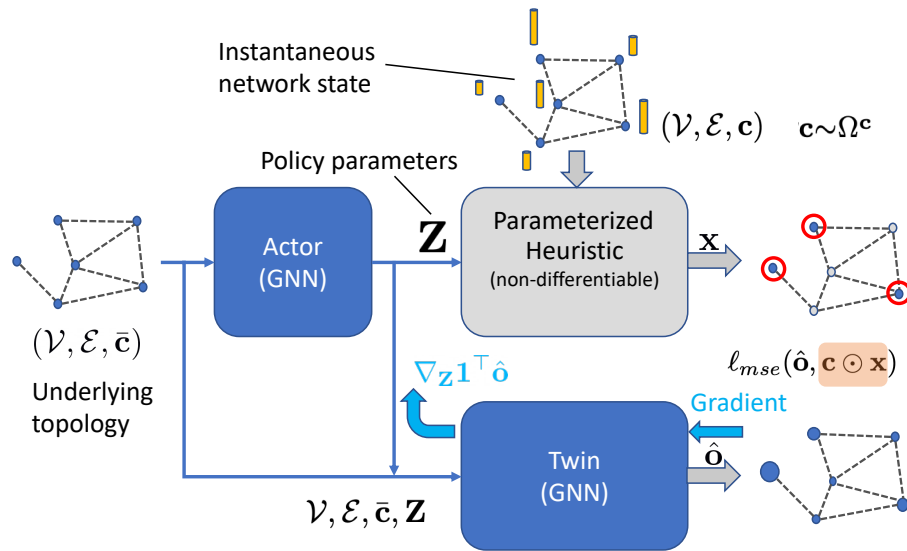 Instantaneous
network state
(𝒱, ℰ, 𝐜)
𝐜~Ω^𝐜
Policy parameters
Actor
(GNN)
𝐙
Parameterized
Heuristic
(non-differentiable)
𝐱
(𝒱, ℰ, 𝐜̄)
Underlying
topology
∇_𝐙 𝟏^⊤ 𝐨̂
ℓ_mse(𝐨̂, 𝐜 ⊙ 𝐱)
Gradient
Twin
(GNN)
𝐨̂
𝒱, ℰ, 𝐜̄, 𝐙